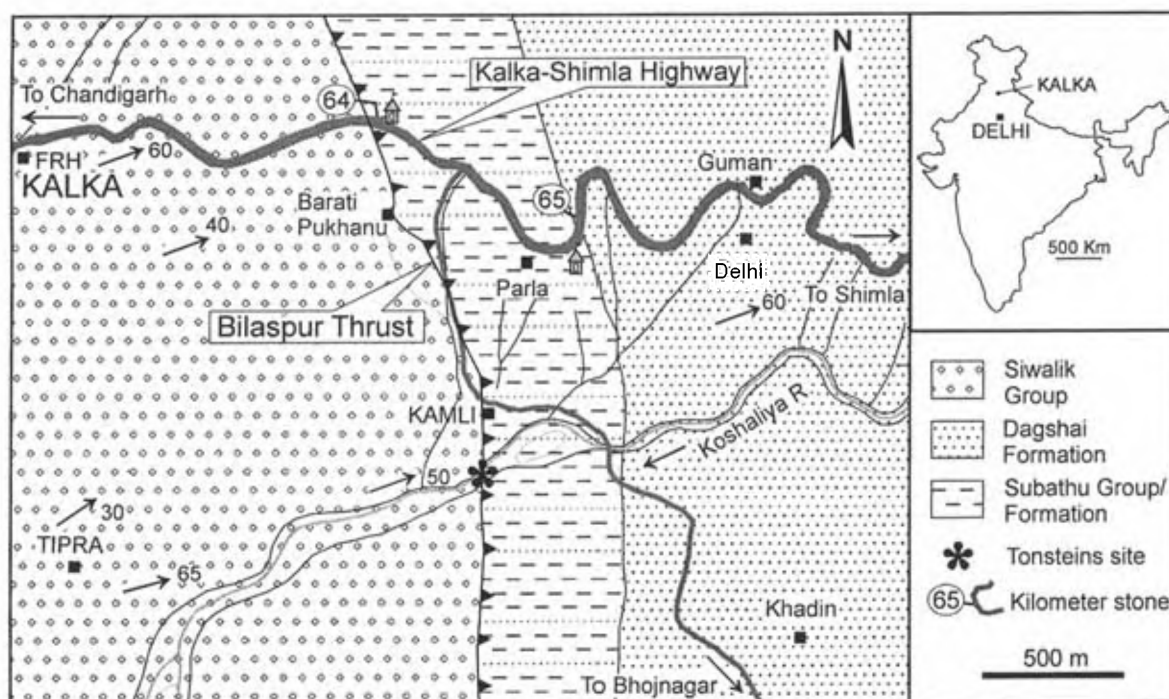 To Chandigarh
64
Kalka-Shimla Highway
N
FRH
60
KALKA
Barati
Pukhanu
40
65
Guman
Delhi
Parla
60
To Shimla
Bilaspur Thrust
KAMLI
Koshaliya R
50
30
TIPRA
65
Khadin
To Bhojnagar
KALKA
DELHI
500 Km
Siwalik
Group
Dagshai
Formation
Subathu Group/
Formation
Tonsteins site
65
Kilometer stone
500 m